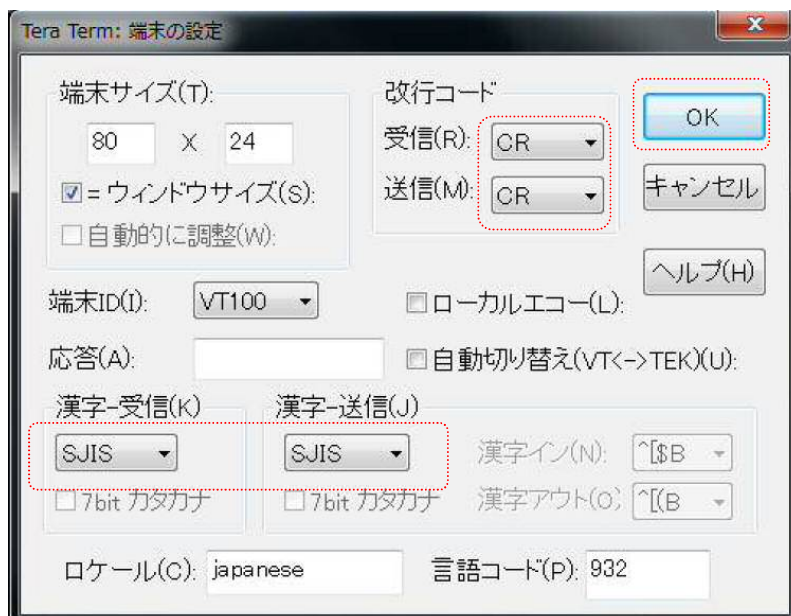 Tera Term: 端末の設定
端末サイズ(T):
80 X 24
= ウィンドウサイズ(S):
自動的に調整(W):
改行コード
受信(R): CR
送信(M): CR
OK
キャンセル
ヘルプ(H)
端末ID(I): VT100
ローカルエコー(L):
応答(A):
自動切り替え(VT<->TEK)(U):
漢字-受信(K)
SJIS
7bit カタカナ
漢字-送信(J)
SJIS
7bit カタカナ
漢字イン(N): ^[$B
漢字アウト(O) ^[(B
ロケール(C): japanese
言語コード(P): 932